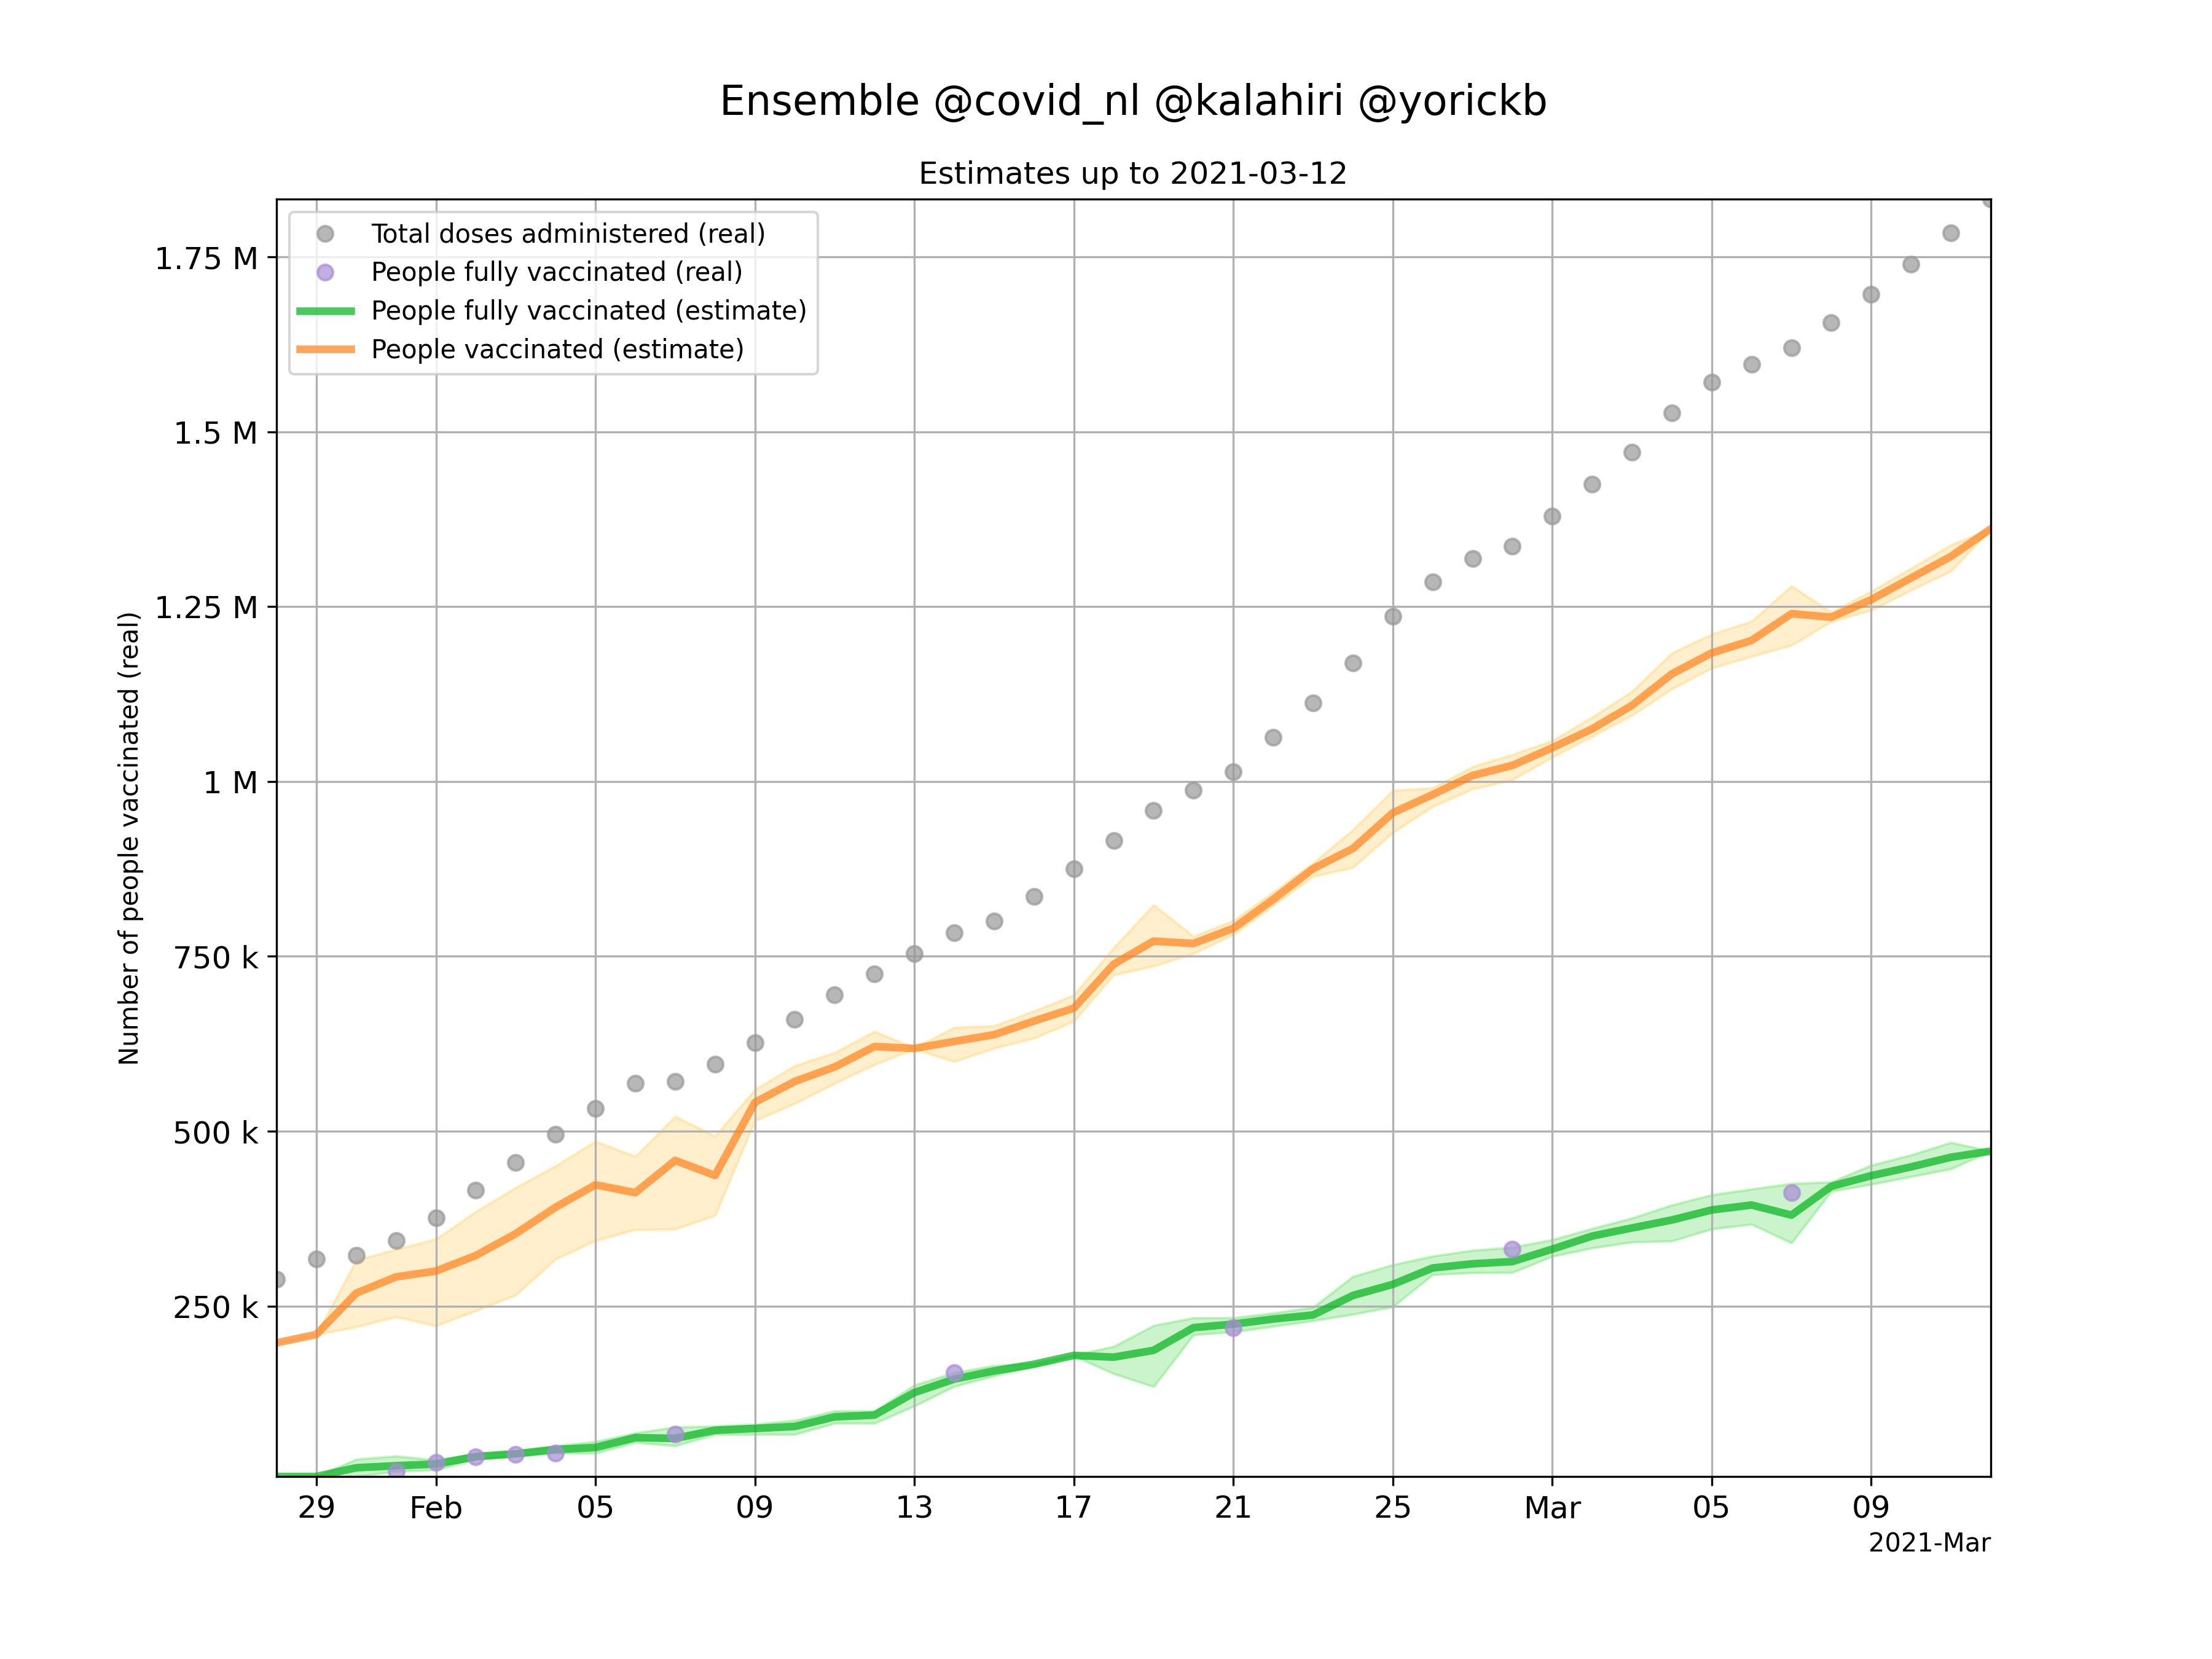 Ensemble @covid_nl @kalahiri @yorickb
Estimates up to 2021-03-12
Total doses administered (real)
People fully vaccinated (real)
People fully vaccinated (estimate)
People vaccinated (estimate)
Number of people vaccinated (real)
1.75 M
1.5 M
1.25 M
1 M
750 k
500 k
250 k
29 Feb 05 09 13 17 21 25 Mar 05 09
2021-Mar